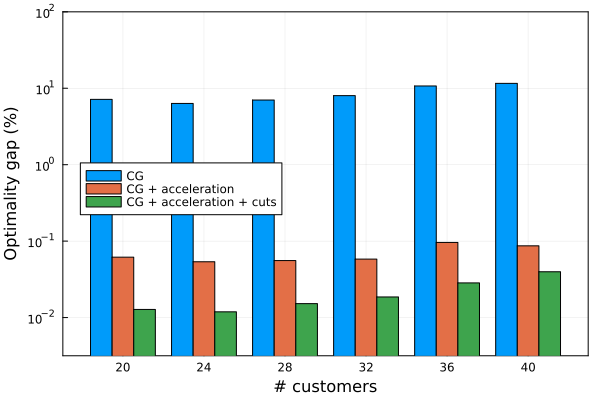 Optimality gap (%)
10²
10¹
10⁰
10⁻¹
10⁻²
CG
CG + acceleration
CG + acceleration + cuts
20 24 28 32 36 40
# customers